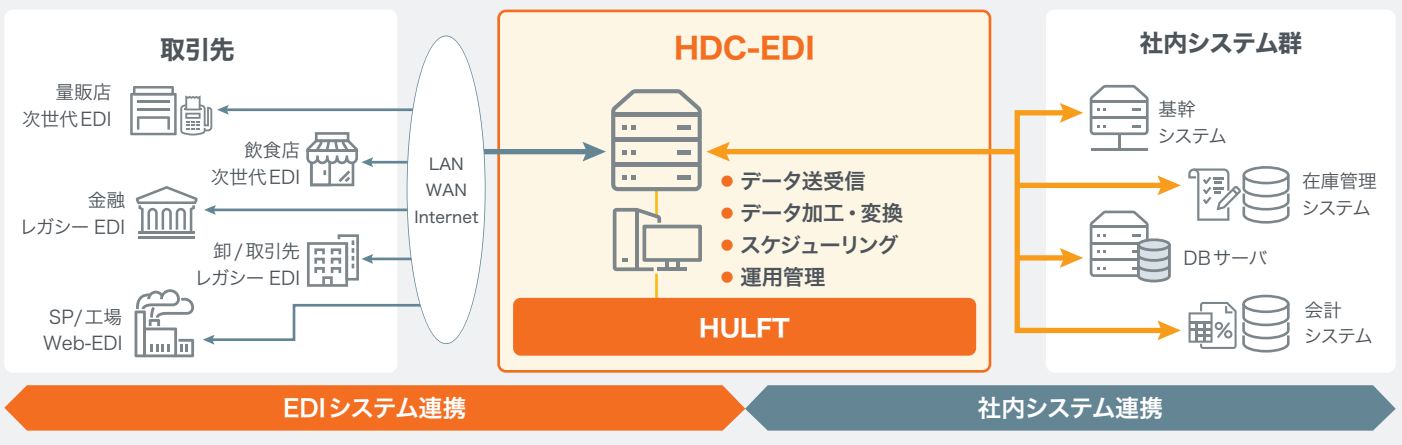 取引先
量販店
次世代EDI
飲食店
次世代EDI
金融
レガシー EDI
卸/取引先
レガシー EDI
SP/工場
Web-EDI
LAN
WAN
Internet
HDC-EDI
データ送受信
データ加工・変換
スケジューリング
運用管理
HULFT
社内システム群
基幹
システム
在庫管理
システム
DBサーバ
%
会計
システム
EDIシステム連携
社内システム連携